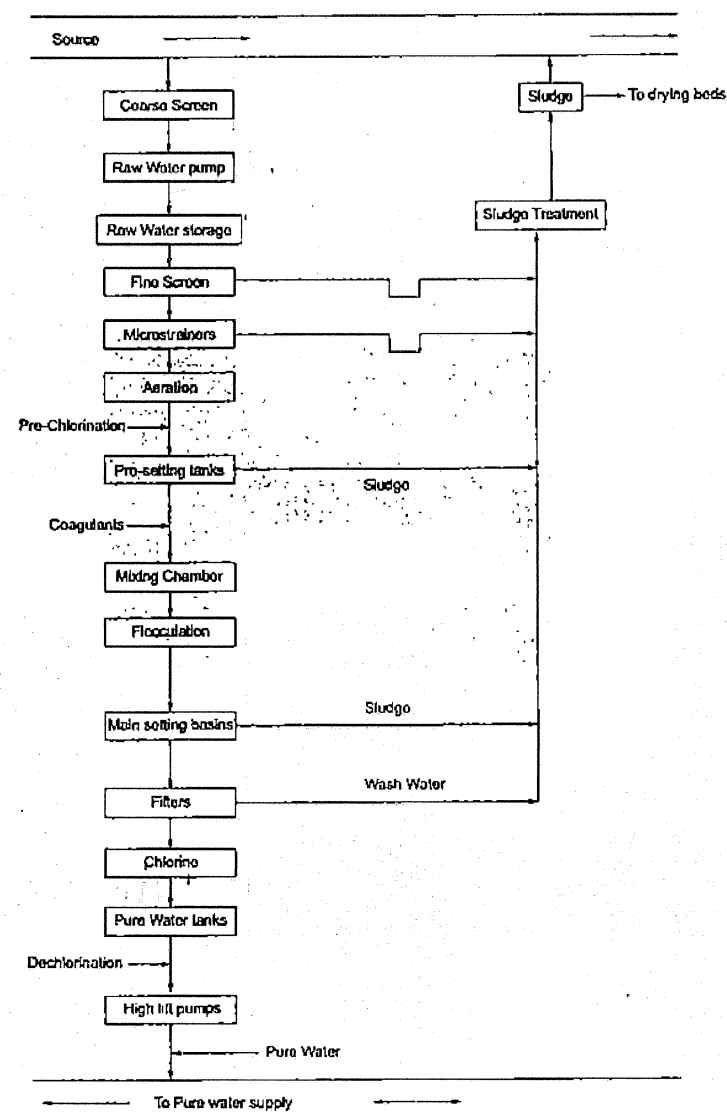 Source
Coarse Screen
Sludge
To drying beds
Raw Water pump
Sludge Treatment
Raw Water storage
Fine Screen
Microstrainers
Aeration
Pre-Chlorination
Pre-setting tanks
Sludge
Coagulants
Mixing Chamber
Flocculation
Sludge
Main setting basins
Wash Water
Filters
Chlorine
Pure Water tanks
Dechlorination
High lift pumps
Pure Water
To Pure water supply